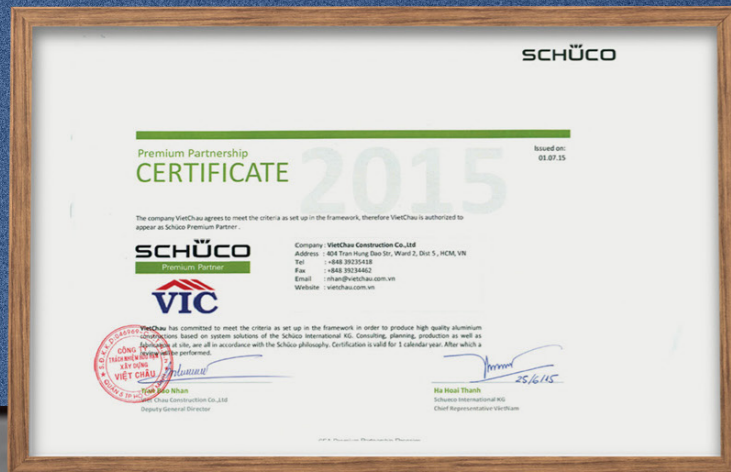 SCHÜCO
2015
Premium Partnership
CERTIFICATE
Issued on:
01.07.15
The company VietChau agrees to meet the criteria as set up in the framework, therefore VietChau is authorized to
appear as Schüco Premium Partner .
SCHÜCO
Premium Partner
VIC
Company : VietChau Construction Co.,Ltd
Address : 404 Tran Hung Dao Str, Ward 2, Dist 5 , HCM, VN
Tel : +848 39235418
Fax : +848 39234462
Email : nhan@vietchau.com.vn
Website : vietchau.com.vn
VietChau has committed to meet the criteria as set up in the framework in order to produce high quality aluminium
constructions based on system solutions of the Schüco International KG. Consulting, planning, production as well as
fabrication at site, are all in accordance with the Schüco philosophy. Certification is valid for 1 calendar year. After which a
review will be performed.
CÔNG TY
TRÁCH NHIỆM HỮU HẠN
XÂY DỰNG
VIỆT CHÂU
25/6/15
Nhan
Viet Chau Construction Co.,Ltd
Deputy General Director
Ha Hoai Thanh
Schueco International KG
Chief Representative VietNam